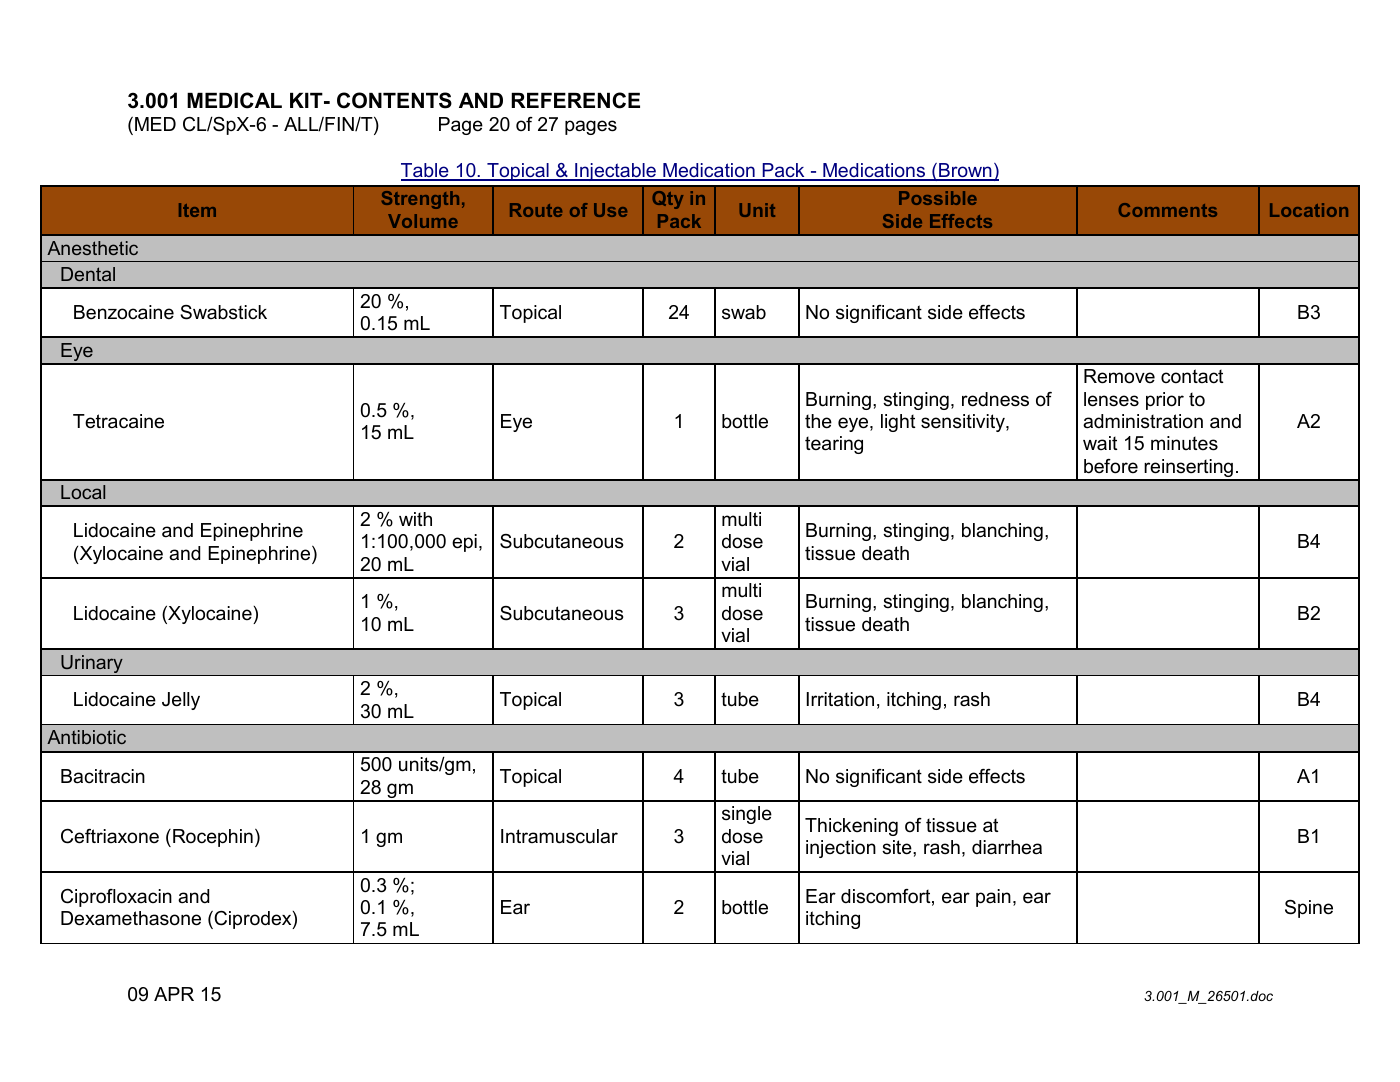 3.001 MEDICAL KIT- CONTENTS AND REFERENCE
(MED CL/SpX-6 - ALL/FIN/T) Page 20 of 27 pages
Table 10. Topical & Injectable Medication Pack - Medications (Brown)
Item
Strength,
Volume
Route of Use
Qty in
Pack
Unit
Possible
Side Effects
Comments
Location
Anesthetic
Dental
Benzocaine Swabstick
20 %,
0.15 mL
Topical
24
swab
No significant side effects
B3
Eye
Tetracaine
0.5 %,
15 mL
Eye
1
bottle
Burning, stinging, redness of
the eye, light sensitivity,
tearing
Remove contact
lenses prior to
administration and
wait 15 minutes
before reinserting.
A2
Local
Lidocaine and Epinephrine
(Xylocaine and Epinephrine)
2 % with
1:100,000 epi,
20 mL
Subcutaneous
2
multi
dose
vial
Burning, stinging, blanching,
tissue death
B4
Lidocaine (Xylocaine)
1 %,
10 mL
Subcutaneous
3
multi
dose
vial
Burning, stinging, blanching,
tissue death
B2
Urinary
Lidocaine Jelly
2 %,
30 mL
Topical
3
tube
Irritation, itching, rash
B4
Antibiotic
Bacitracin
500 units/gm,
28 gm
Topical
4
tube
No significant side effects
A1
Ceftriaxone (Rocephin)
1 gm
Intramuscular
3
single
dose
vial
Thickening of tissue at
injection site, rash, diarrhea
B1
Ciprofloxacin and
Dexamethasone (Ciprodex)
0.3 %;
0.1 %,
7.5 mL
Ear
2
bottle
Ear discomfort, ear pain, ear
itching
Spine
09 APR 15
3.001_M_26501.doc